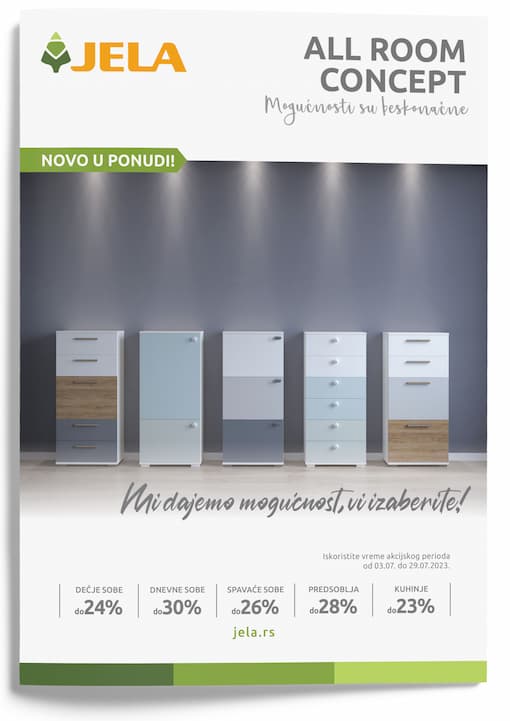 JELA
ALL ROOM
CONCEPT
Mogućnosti su beskonačne
NOVO U PONUDI!
Mi dajemo mogućnost, vi izaberite!
Iskoristite vreme akcijskog perioda
od 03.07. do 29.07.2023.
DEČJE SOBE
do24%
DNEVNE SOBE
do30%
SPAVAĆE SOBE
do26%
PREDSOBLJA
do28%
KUHINJE
do23%
jela.rs